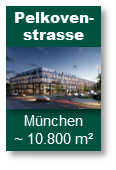 Pelkoven-
strasse
München
~ 10.800 m²